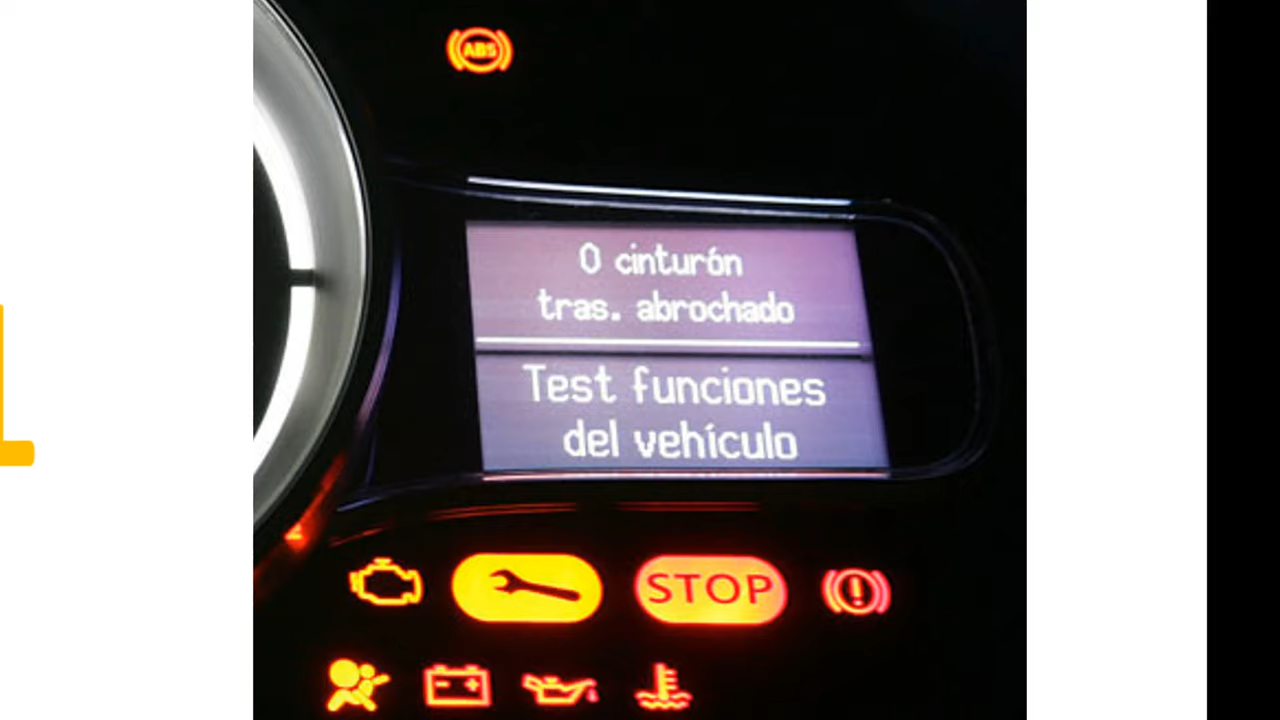 ABS
0 cinturón
tras. abrochado
Test funciones
del vehículo
STOP